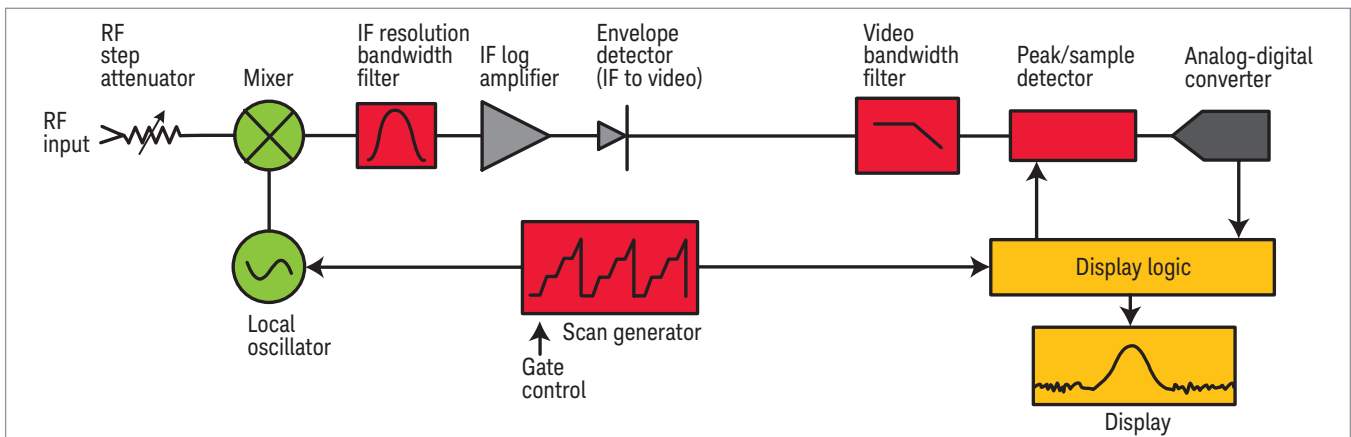 RF
step
attenuator
Mixer
IF resolution
bandwidth
filter
IF log
amplifier
Envelope
detector
(IF to video)
Video
bandwidth
filter
Peak/sample
detector
Analog-digital
converter
RF
input
Local
oscillator
Scan generator
Gate
control
Display logic
Display